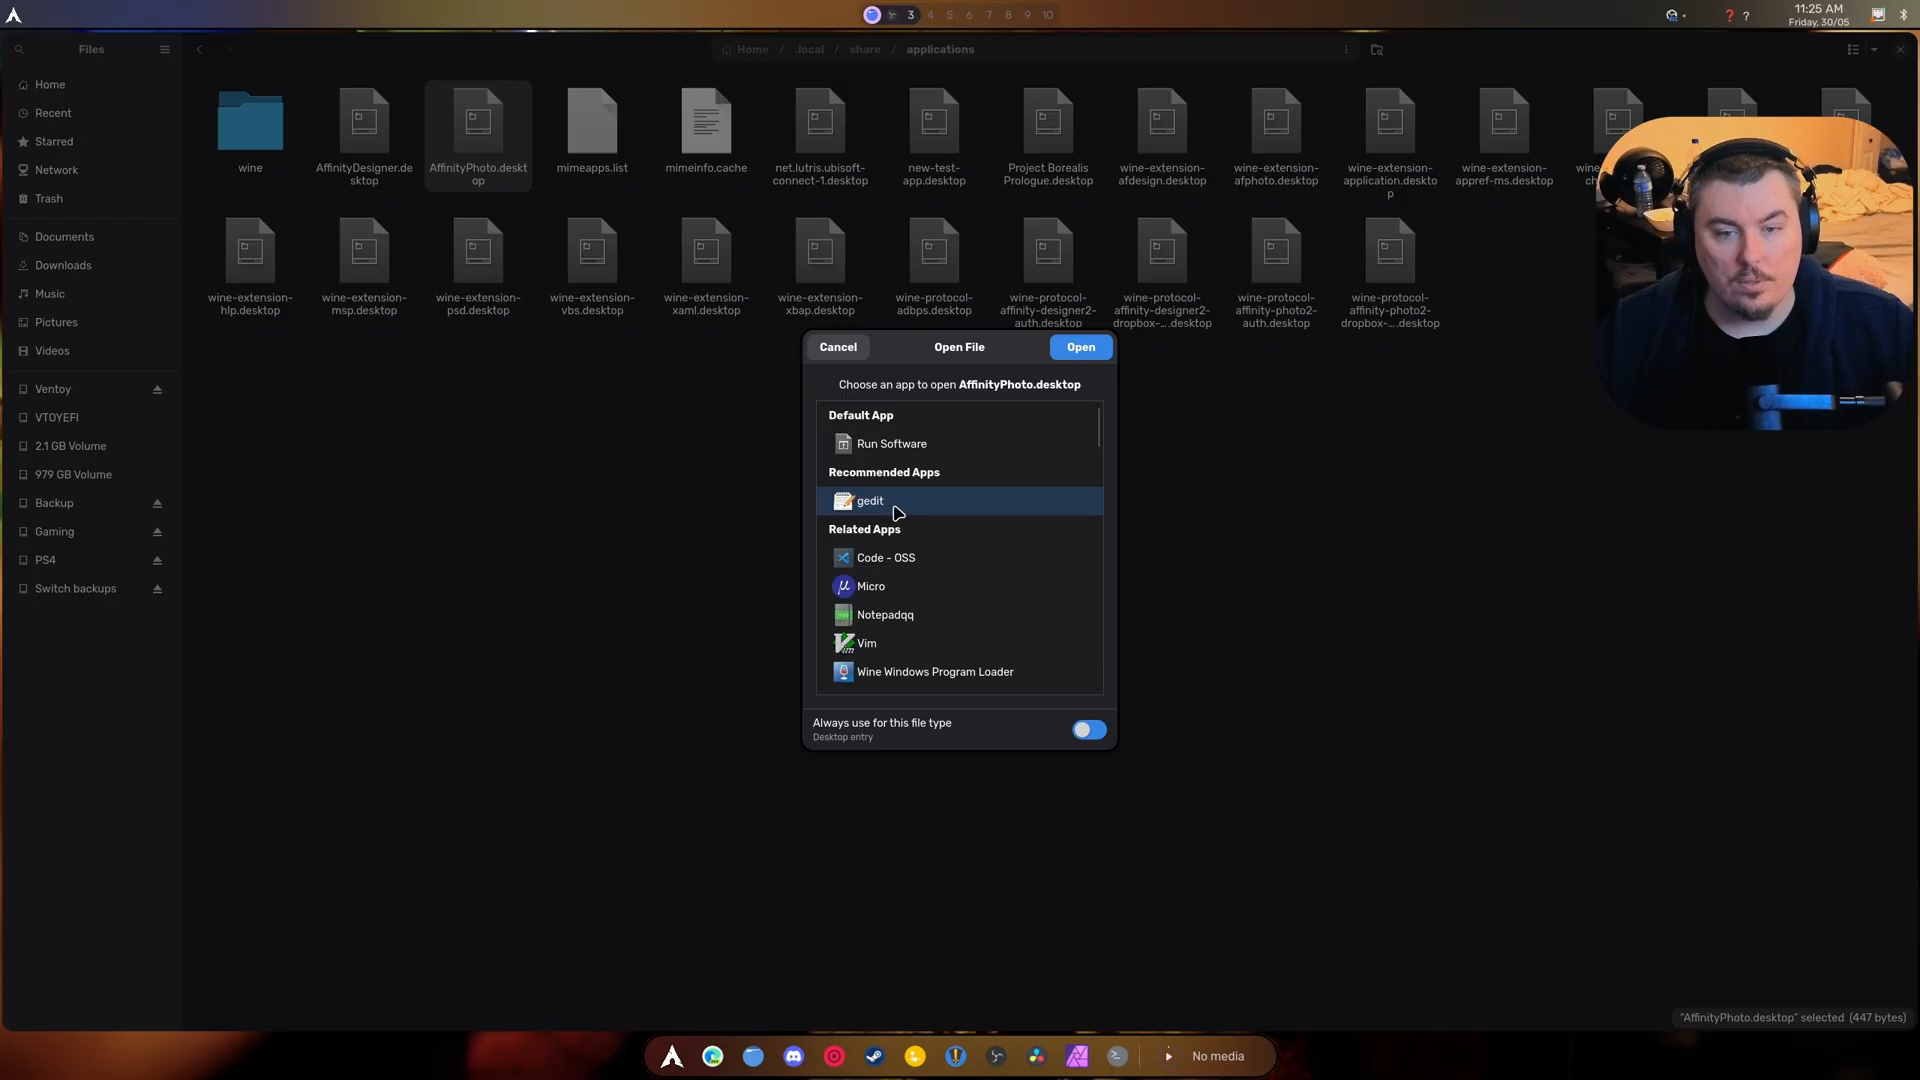 3 4 5 6 7 8 9 10
?
?
11:25 AM
Friday, 30/05
Files
Home / .local / share / applications
Home
Recent
Starred
Network
Trash
Documents
Downloads
Music
Pictures
Videos
Ventoy
VTOYEFI
2.1 GB Volume
979 GB Volume
Backup
Gaming
PS4
Switch backups
wine
AffinityDesigner.de
sktop
AffinityPhoto.deskt
op
mimeapps.list
mimeinfo.cache
net.lutris.ubisoft-
connect-1.desktop
new-test-
app.desktop
Project Borealis
Prologue.desktop
wine-extension-
afdesign.desktop
wine-extension-
afphoto.desktop
wine-extension-
application.deskto
p
wine-extension-
appref-ms.desktop
wine-extension-
hlp.desktop
wine-extension-
msp.desktop
wine-extension-
psd.desktop
wine-extension-
vbs.desktop
wine-extension-
xaml.desktop
wine-extension-
xbap.desktop
wine-protocol-
adbps.desktop
wine-protocol-
affinity-designer2-
auth.desktop
wine-protocol-
affinity-designer2-
dropbox-... .desktop
wine-protocol-
affinity-photo2-
auth.desktop
wine-protocol-
affinity-photo2-
dropbox-... .desktop
Cancel
Open File
Open
Choose an app to open AffinityPhoto.desktop
Default App
Run Software
Recommended Apps
gedit
Related Apps
Code - OSS
Micro
Notepadqq
Vim
Wine Windows Program Loader
Always use for this file type
Desktop entry
"AffinityPhoto.desktop" selected (447 bytes)
No media